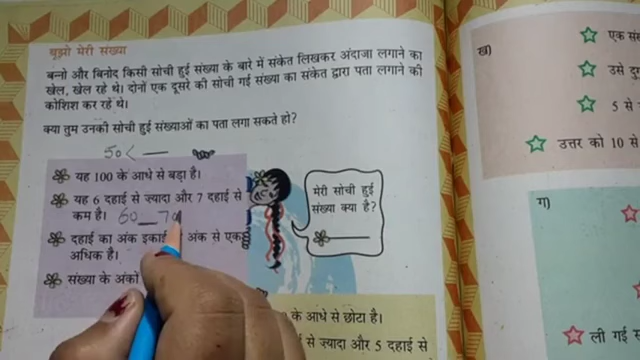 बूझो मेरी संख्या
बन्नो और बिनोद किसी सोची हुई संख्या के बारे में संकेत लिखकर अंदाजा लगाने का
खेल, खेल रहे थे। दोनों एक दूसरे की सोची गई संख्या का संकेत द्वारा पता लगाने की
कोशिश कर रहे थे।
क्या तुम उनकी सोची हुई संख्याओं का पता लगा सकते हो?
50 <
यह 100 के आधे से बड़ा है।
यह 6 दहाई से ज़्यादा और 7 दहाई से
कम है। 60 __ 70
दहाई का अंक इकाई अंक से एक
अधिक है।
संख्या के अंकों
मेरी सोची हुई
संख्या क्या है?
के आधे से छोटा है।
से ज़्यादा और 5 दहाई से
ख)
एक
उसे
5 से
उत्तर को 10 से
ग)
ली गई